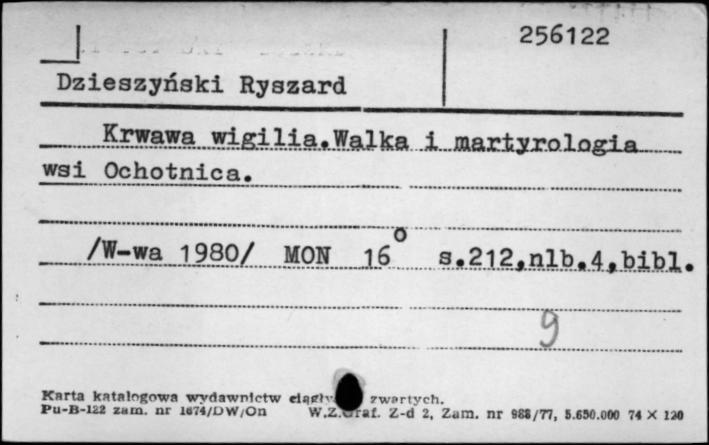 256122
Dzieszyński Ryszard
Krwawa wigilia.Walka i martyrologia
wsi Ochotnica.
/W-wa 1980/ MON 16° s.212,nlb.4,bibl.
9
Karta katalogowa wydawnictw zwartych.
Pu-B-122 zam. nr 1674/DW/On W.Z.Graf. Z-d 2, Zam. nr 988/77, 5.650.000 74 X 120